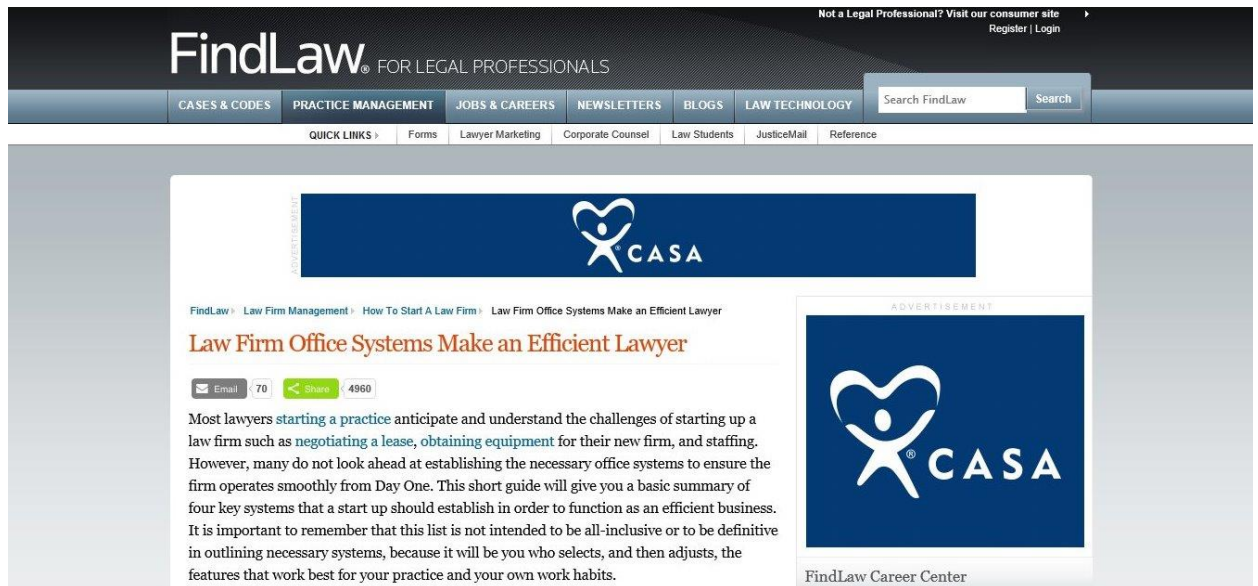 Not a Legal Professional? Visit our consumer site
Register | Login
FindLaw® FOR LEGAL PROFESSIONALS
CASES & CODES PRACTICE MANAGEMENT JOBS & CAREERS NEWSLETTERS BLOGS LAW TECHNOLOGY Search FindLaw Search
QUICK LINKS Forms Lawyer Marketing Corporate Counsel Law Students JusticeMail Reference
ADVERTISEMENT
® CASA
FindLaw Law Firm Management How To Start A Law Firm Law Firm Office Systems Make an Efficient Lawyer
Law Firm Office Systems Make an Efficient Lawyer
Email 70 Share 4960
Most lawyers starting a practice anticipate and understand the challenges of starting up a
law firm such as negotiating a lease, obtaining equipment for their new firm, and staffing.
However, many do not look ahead at establishing the necessary office systems to ensure the
firm operates smoothly from Day One. This short guide will give you a basic summary of
four key systems that a start up should establish in order to function as an efficient business.
It is important to remember that this list is not intended to be all-inclusive or to be definitive
in outlining necessary systems, because it will be you who selects, and then adjusts, the
features that work best for your practice and your own work habits.
ADVERTISEMENT
® CASA
FindLaw Career Center